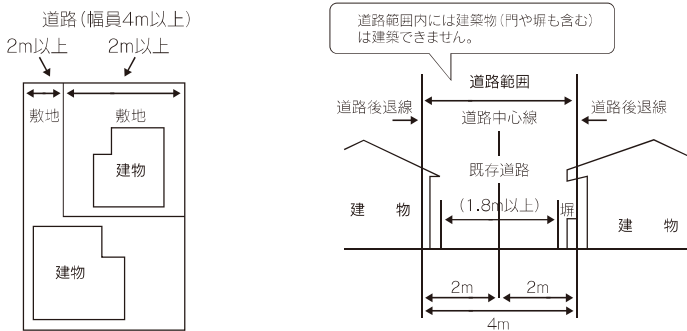 道路(幅員4m以上)
2m以上 2m以上
敷地 敷地
建物
建物
道路範囲内には建築物(門や塀も含む)
は建築できません。
道路範囲
道路後退線 道路中心線 道路後退線
既存道路
(1.8m以上)
建物 塀 建物
2m 2m
4m